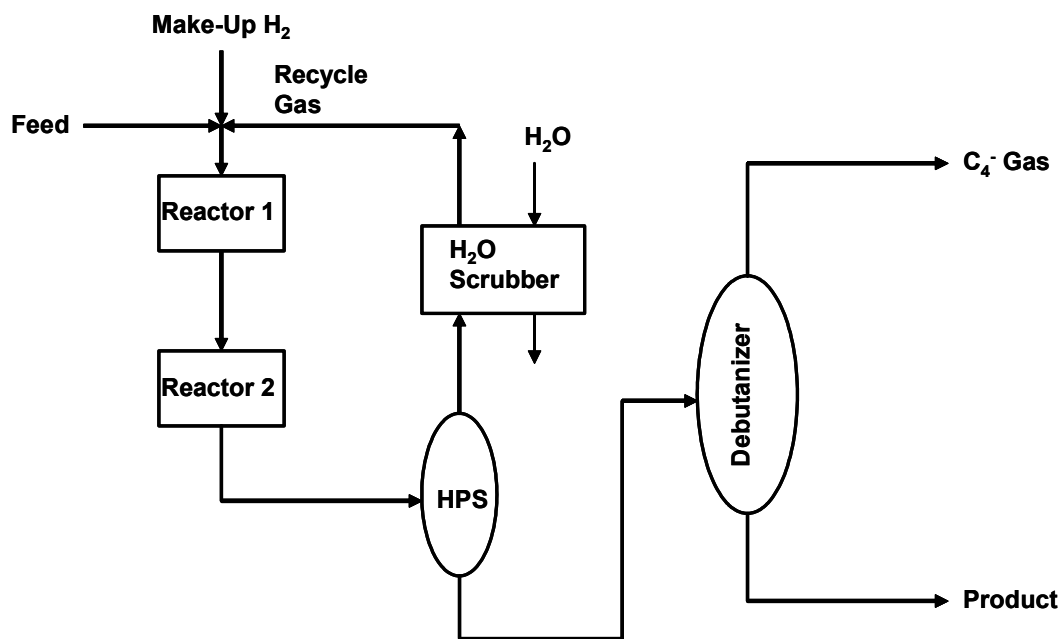 Make-Up H₂
Recycle
Gas
Feed
H₂O
C₄⁻ Gas
Reactor 1
H₂O
Scrubber
Reactor 2
Debutanizer
HPS
Product